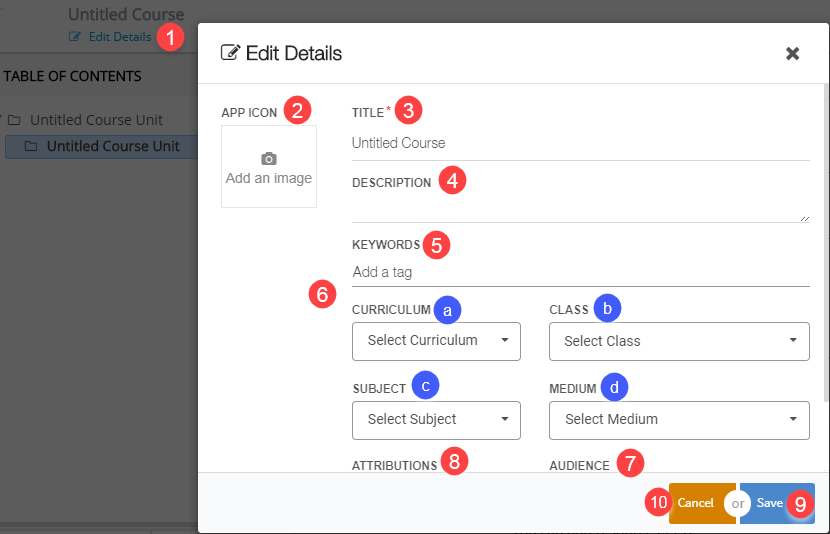 Untitled Course
Edit Details 1
TABLE OF CONTENTS
Untitled Course Unit
Untitled Course Unit
Edit Details
APP ICON 2
Add an image
TITLE * 3
Untitled Course
DESCRIPTION 4
KEYWORDS 5
Add a tag
6
CURRICULUM a CLASS b
Select Curriculum Select Class
SUBJECT c MEDIUM d
Select Subject Select Medium
ATTRIBUTIONS 8 AUDIENCE 7
10 Cancel or Save 9